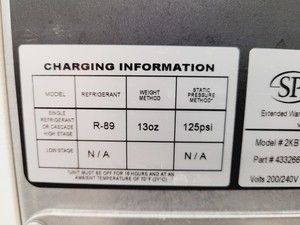 CHARGING INFORMATION
MODEL REFRIGERANT WEIGHT METHOD STATIC PRESSURE METHOD*
SINGLE REFRIGERANT OR CASCADE HIGH STAGE R-89 13oz 125psi
LOW STAGE N/A N/A
*UNIT MUST BE OFF FOR 18 HOURS AND AT AN
AMBIENT TEMPERATURE OF 70°F (21°C)
SP
Extended Warr
Model # 2KB
Part # 433266
Volts 200/240V